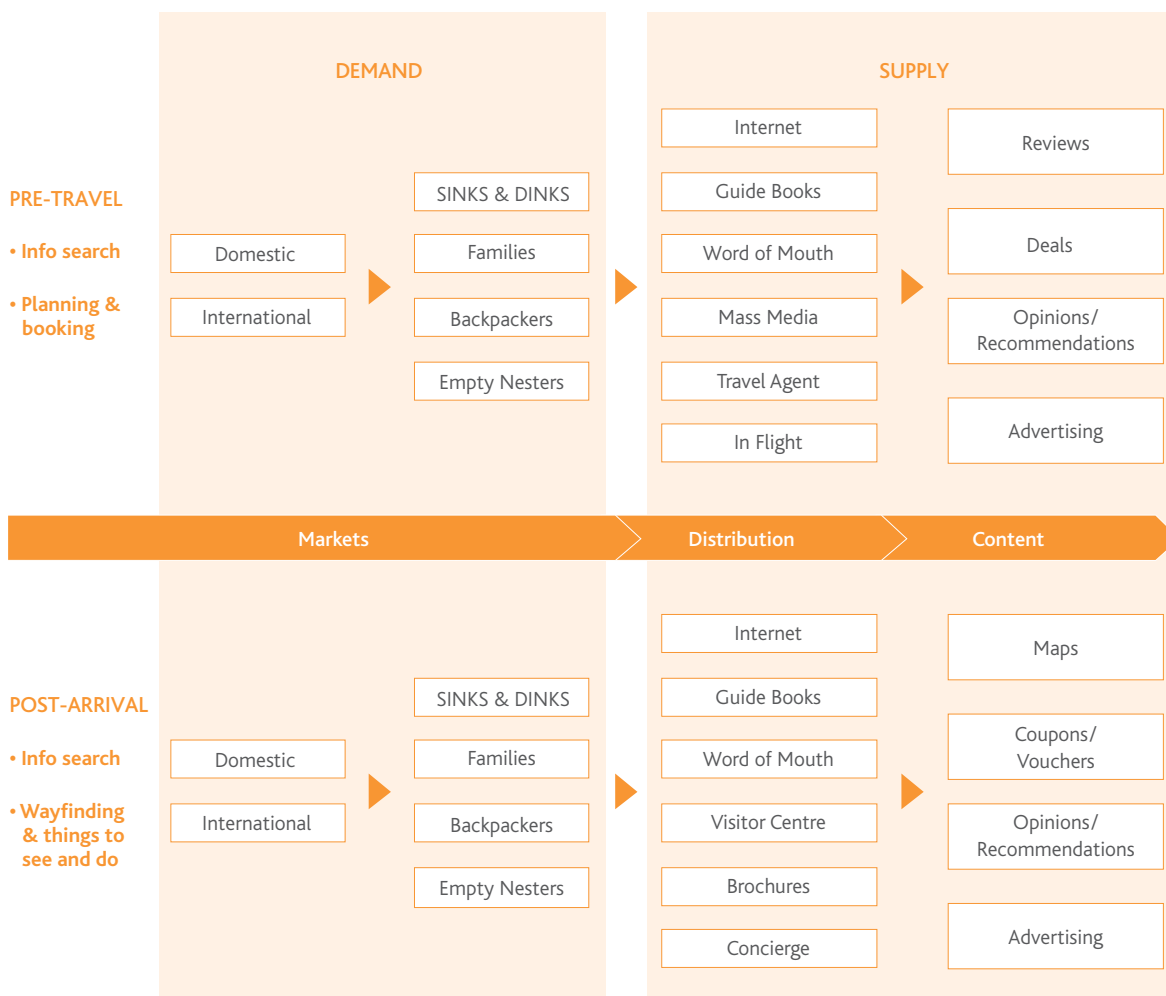 DEMAND
SUPPLY
PRE-TRAVEL
• Info search
• Planning &
booking
Domestic
International
SINKS & DINKS
Families
Backpackers
Empty Nesters
Internet
Guide Books
Word of Mouth
Mass Media
Travel Agent
In Flight
Reviews
Deals
Opinions/
Recommendations
Advertising
Markets
Distribution
Content
POST-ARRIVAL
• Info search
• Wayfinding
& things to
see and do
Domestic
International
SINKS & DINKS
Families
Backpackers
Empty Nesters
Internet
Guide Books
Word of Mouth
Visitor Centre
Brochures
Concierge
Maps
Coupons/
Vouchers
Opinions/
Recommendations
Advertising